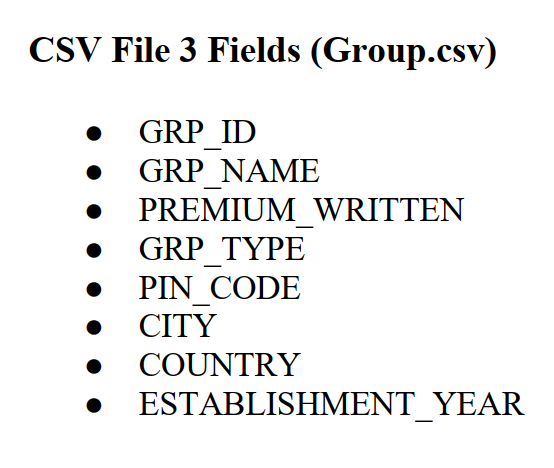 CSV File 3 Fields (Group.csv)
● GRP_ID
● GRP_NAME
● PREMIUM_WRITTEN
● GRP_TYPE
● PIN_CODE
● CITY
● COUNTRY
● ESTABLISHMENT_YEAR